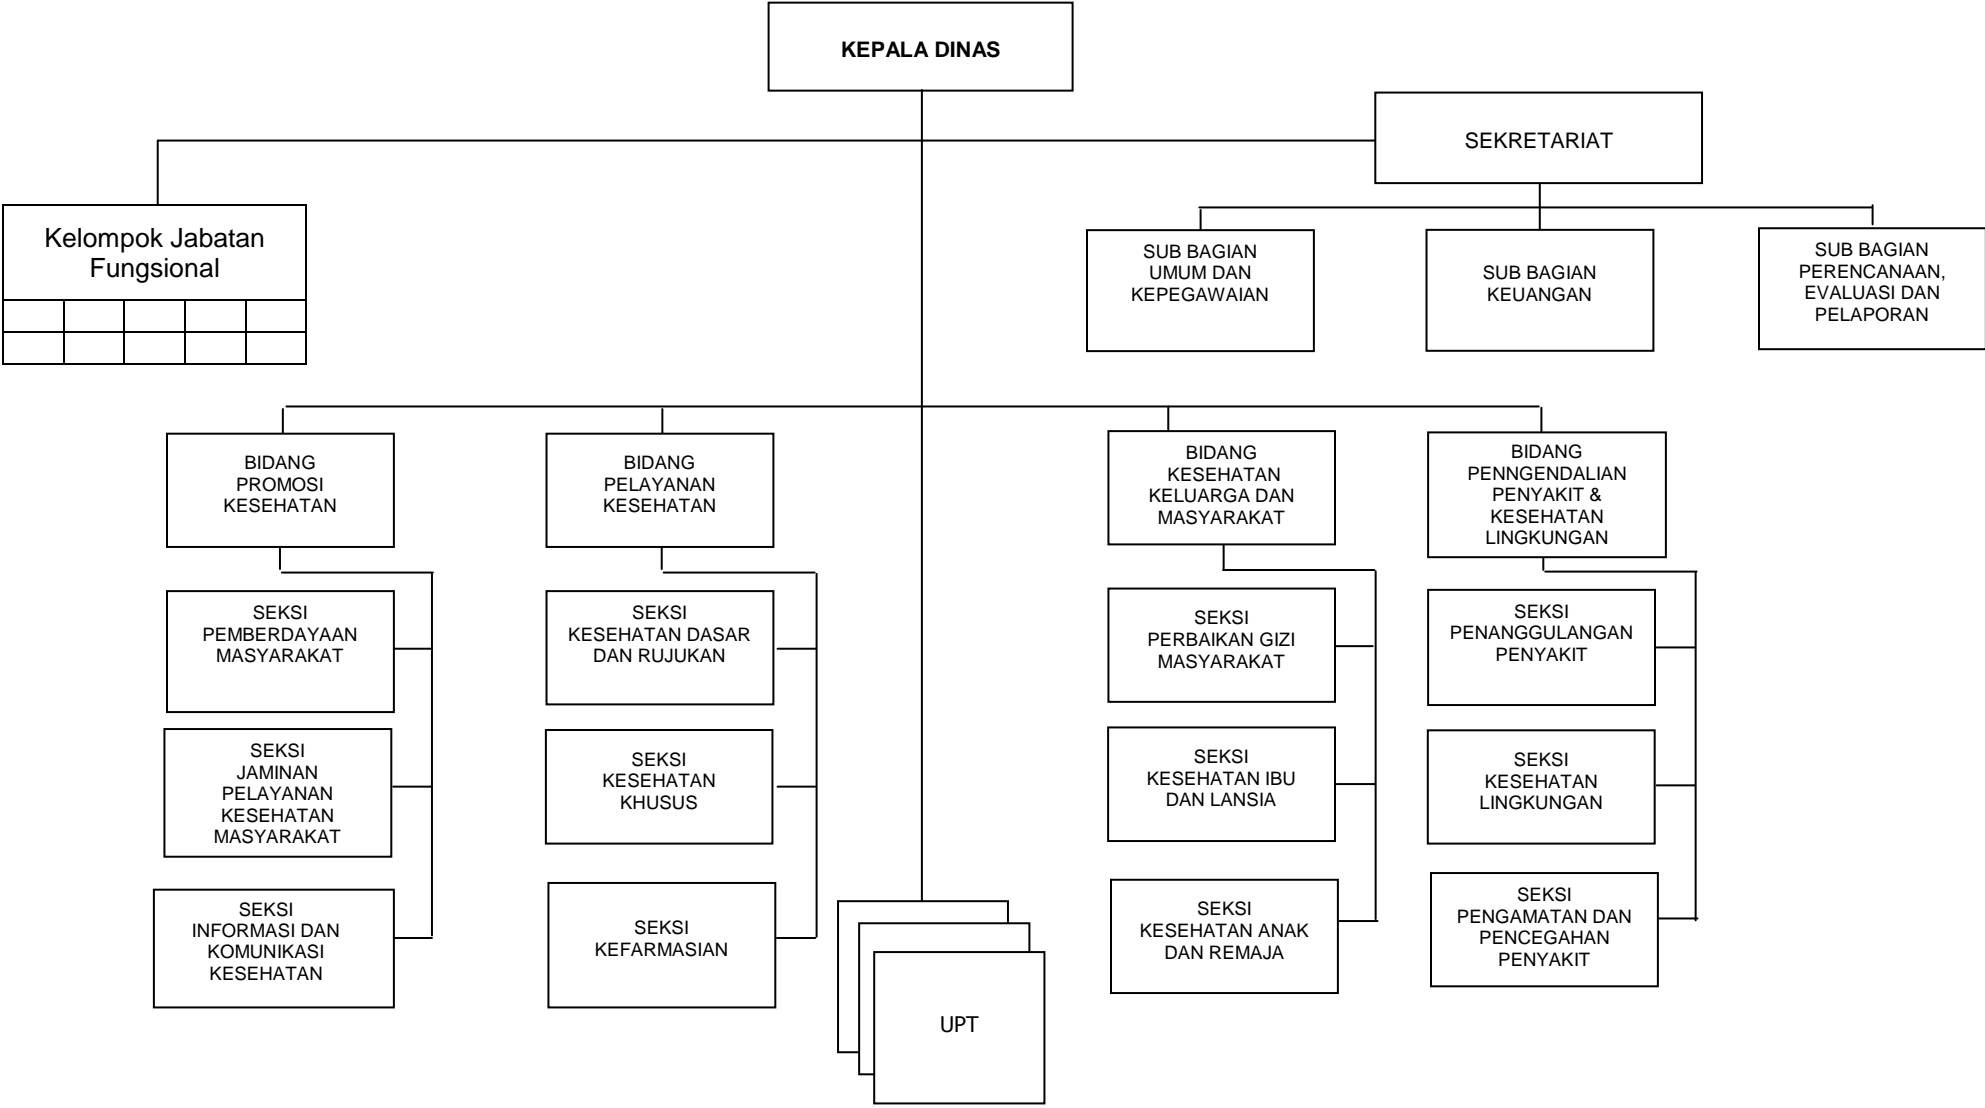 KEPALA DINAS
SEKRETARIAT
Kelompok Jabatan
Fungsional
SUB BAGIAN
UMUM DAN
KEPEGAWAIAN
SUB BAGIAN
KEUANGAN
SUB BAGIAN
PERENCANAAN,
EVALUASI DAN
PELAPORAN
BIDANG
PROMOSI
KESEHATAN
BIDANG
PELAYANAN
KESEHATAN
BIDANG
KESEHATAN
KELUARGA DAN
MASYARAKAT
BIDANG
PENNGENDALIAN
PENYAKIT &
KESEHATAN
LINGKUNGAN
SEKSI
PEMBERDAYAAN
MASYARAKAT
SEKSI
KESEHATAN DASAR
DAN RUJUKAN
SEKSI
PERBAIKAN GIZI
MASYARAKAT
SEKSI
PENANGGULANGAN
PENYAKIT
SEKSI
JAMINAN
PELAYANAN
KESEHATAN
MASYARAKAT
SEKSI
KESEHATAN
KHUSUS
SEKSI
KESEHATAN IBU
DAN LANSIA
SEKSI
KESEHATAN
LINGKUNGAN
SEKSI
INFORMASI DAN
KOMUNIKASI
KESEHATAN
SEKSI
KEFARMASIAN
SEKSI
KESEHATAN ANAK
DAN REMAJA
SEKSI
PENGAMATAN DAN
PENCEGAHAN
PENYAKIT
UPT